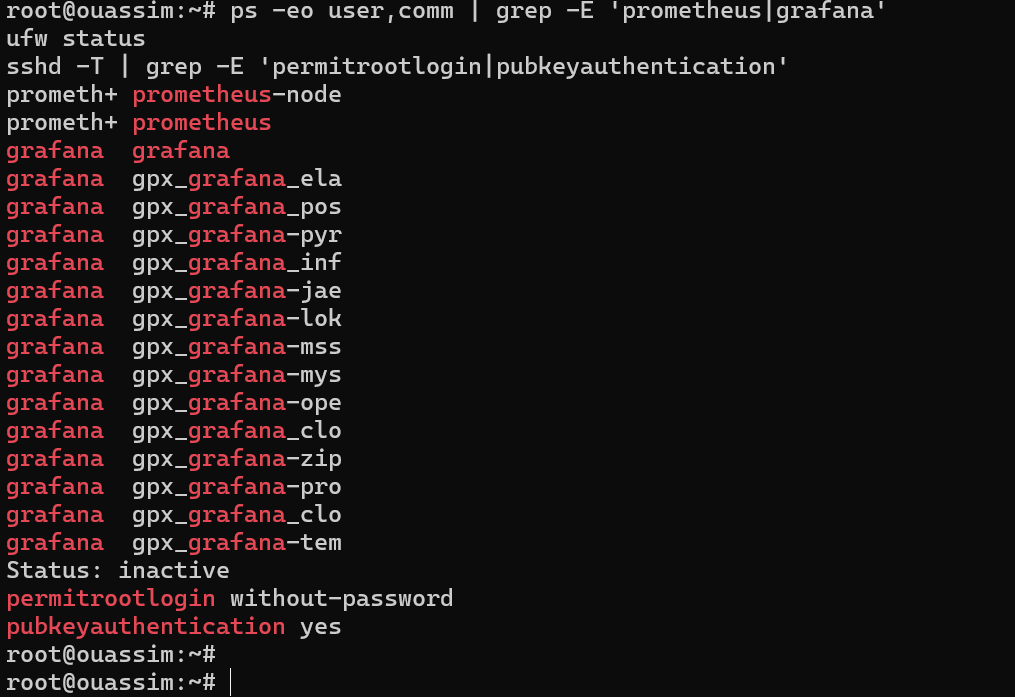 root@ouassim:~# ps -eo user,comm | grep -E 'prometheus|grafana'
ufw status
sshd -T | grep -E 'permitrootlogin|pubkeyauthentication'
prometh+ prometheus-node
prometh+ prometheus
grafana  grafana
grafana  gpx_grafana_ela
grafana  gpx_grafana_pos
grafana  gpx_grafana-pyr
grafana  gpx_grafana_inf
grafana  gpx_grafana-jae
grafana  gpx_grafana-lok
grafana  gpx_grafana-mss
grafana  gpx_grafana-mys
grafana  gpx_grafana-ope
grafana  gpx_grafana_clo
grafana  gpx_grafana-zip
grafana  gpx_grafana-pro
grafana  gpx_grafana_clo
grafana  gpx_grafana-tem
Status: inactive
permitrootlogin without-password
pubkeyauthentication yes
root@ouassim:~#
root@ouassim:~#